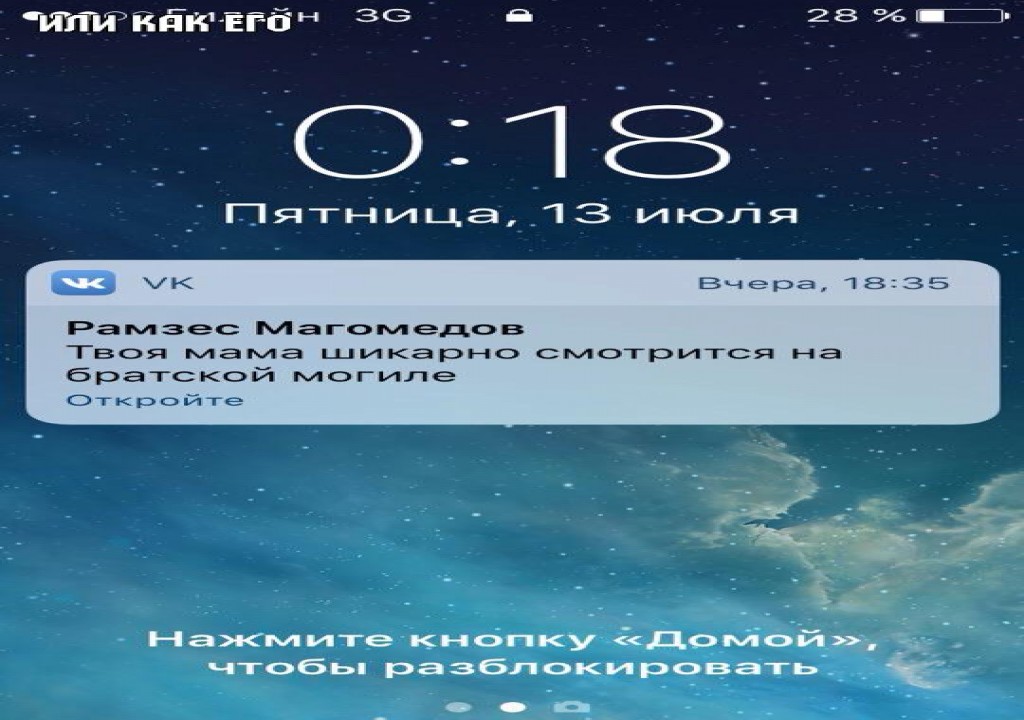 ИЛИ КАК ЕГО
3G
28 %
0:18
Пятница, 13 июля
VK
Вчера, 18:35
Рамзес Магомедов
Твоя мама шикарно смотрится на
братской могиле
Откройте
Нажмите кнопку «Домой»,
чтобы разблокировать